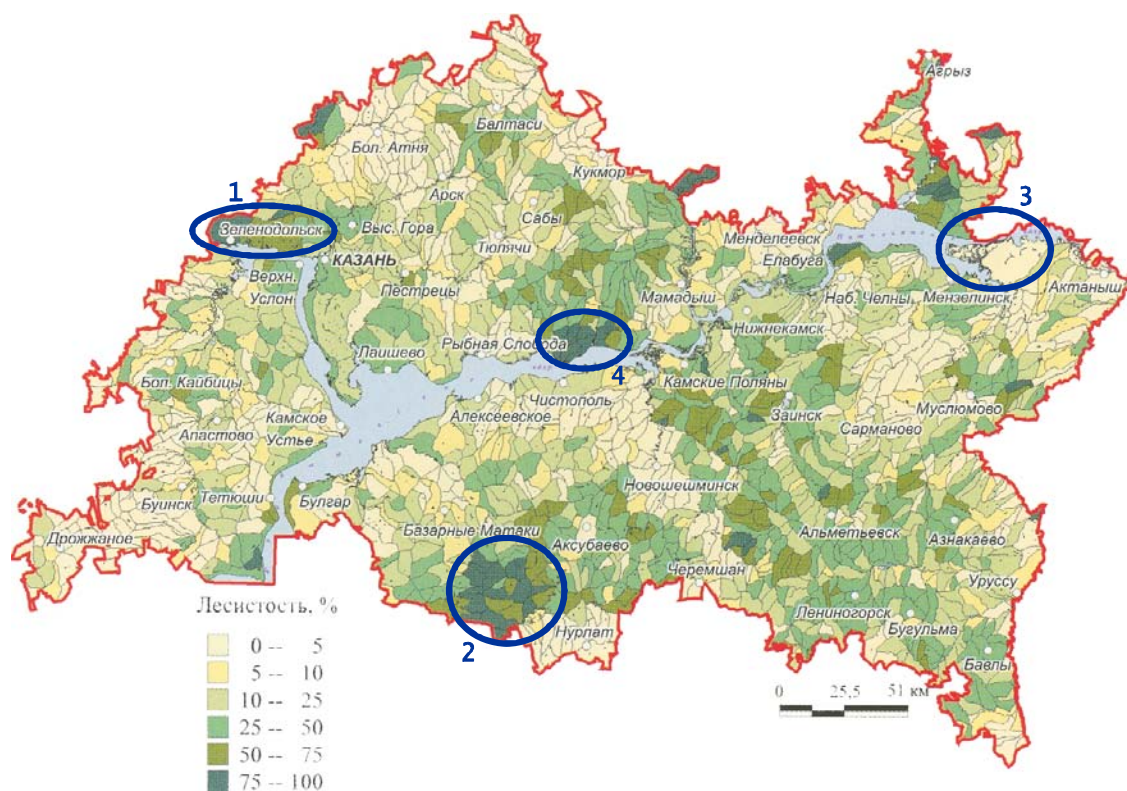 Агрыз
Балтаси
Бол. Атня
Кукмор
Арск
1
Сабы
3
Зеленодольск
Выс. Гора
Тюлячи
Менделеевск
КАЗАНЬ
Елабуга
Верхн.
Услон
Пестрецы
Мамадыш
Наб. Челны
Мензелинск
Актаныш
Нижнекамск
Рыбная Слобода
Лаишево
4
Камские Поляны
Бол. Кайбицы
Чистополь
Алексеевское
Заинск
Муслюмово
Камское
Устье
Апастово
Сарманово
Новошешминск
Буинск
Тетюши
Булгар
Базарные Матаки
Аксубаево
Альметьевск
Азнакаево
Дрожжаное
Черемшан
Уруссу
Лениногорск
Бугульма
Нурлат
2
Бавлы
Лесистость, %
0 -- 5
5 -- 10
10 -- 25
25 -- 50
50 -- 75
75 -- 100
0 25,5 51 км